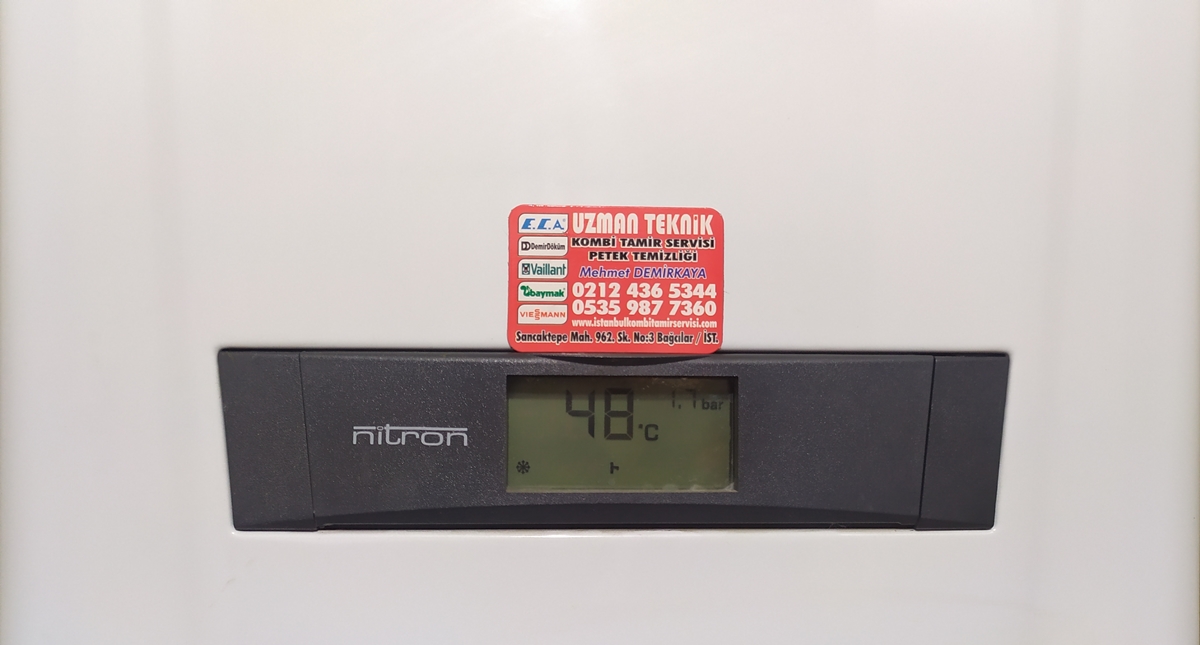 E.C.A
DemirDöküm
Vaillant
baymak
VIESMANN
UZMAN TEKNiK
KOMBİ TAMİR SERVİSİ
PETEK TEMİZLİĞİ
Mehmet DEMİRKAYA
0212 436 5344
0535 987 7360
www.istanbulkombitamirservisi.com
Sancaktepe Mah. 962. Sk. No:3 Bağcılar / İST.
nitron
48 °C
1,7 bar